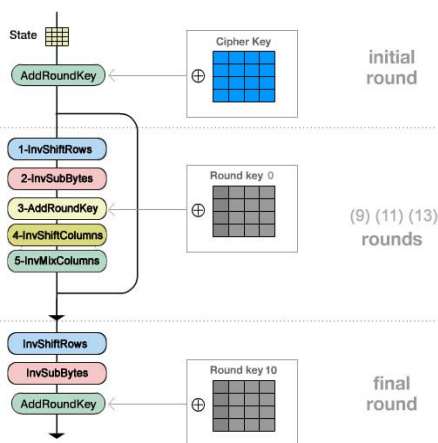 State
Cipher Key
initial
round
AddRoundKey
1-InvShiftRows
2-InvSubBytes
Round key 0
3-AddRoundKey
(9) (11) (13)
rounds
4-InvShiftColumns
5-InvMixColumns
InvShiftRows
Round key 10
InvSubBytes
final
round
AddRoundKey